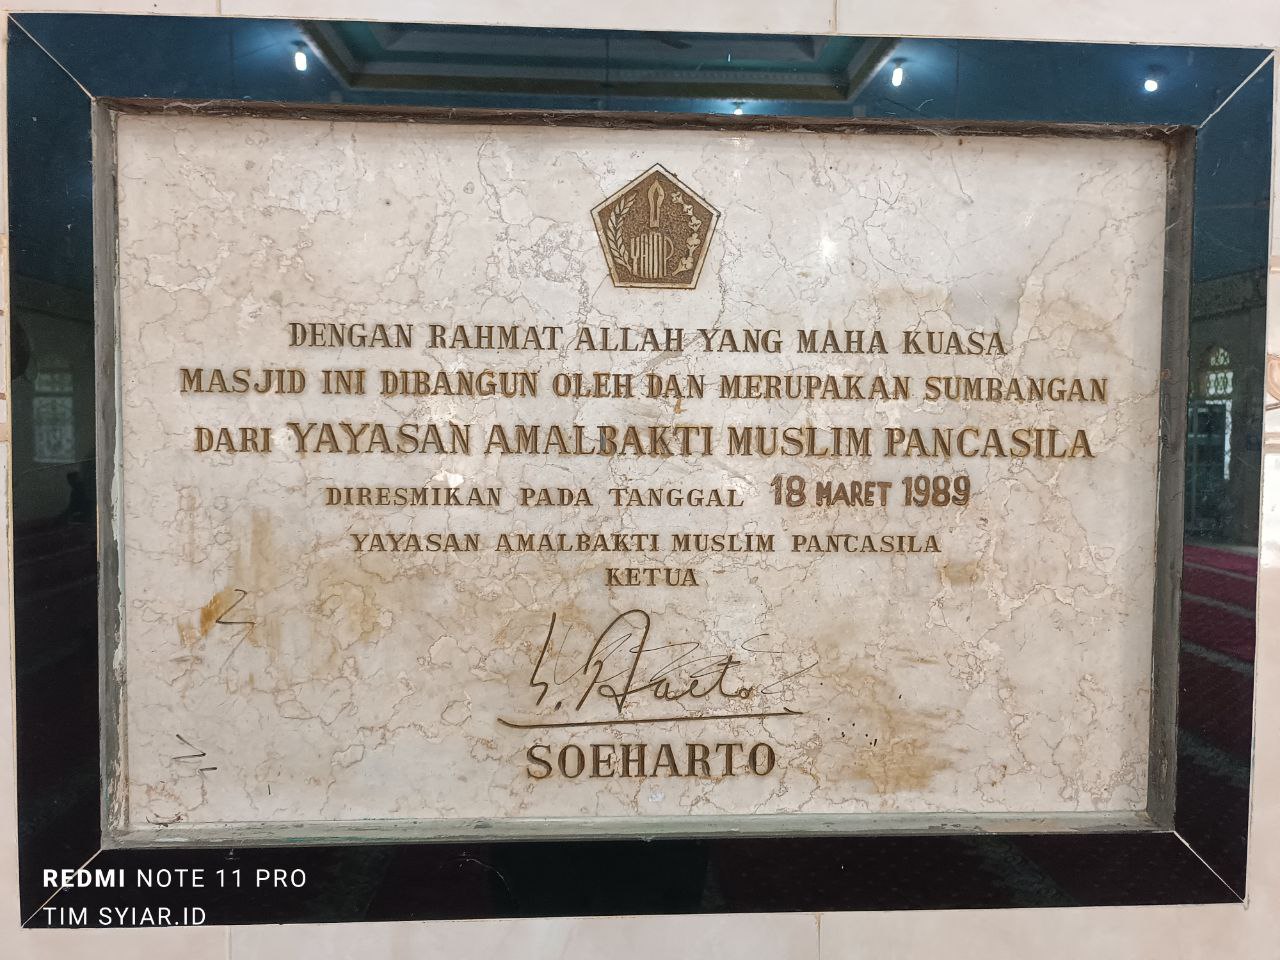 YAMP
DENGAN RAHMAT ALLAH YANG MAHA KUASA
MASJID INI DIBANGUN OLEH DAN MERUPAKAN SUMBANGAN
DARI YAYASAN AMALBAKTI MUSLIM PANCASILA
DIRESMIKAN PADA TANGGAL 18 MARET 1989
YAYASAN AMALBAKTI MUSLIM PANCASILA
KETUA
SOEHARTO
REDMI NOTE 11 PRO
TIM SYIAR.ID